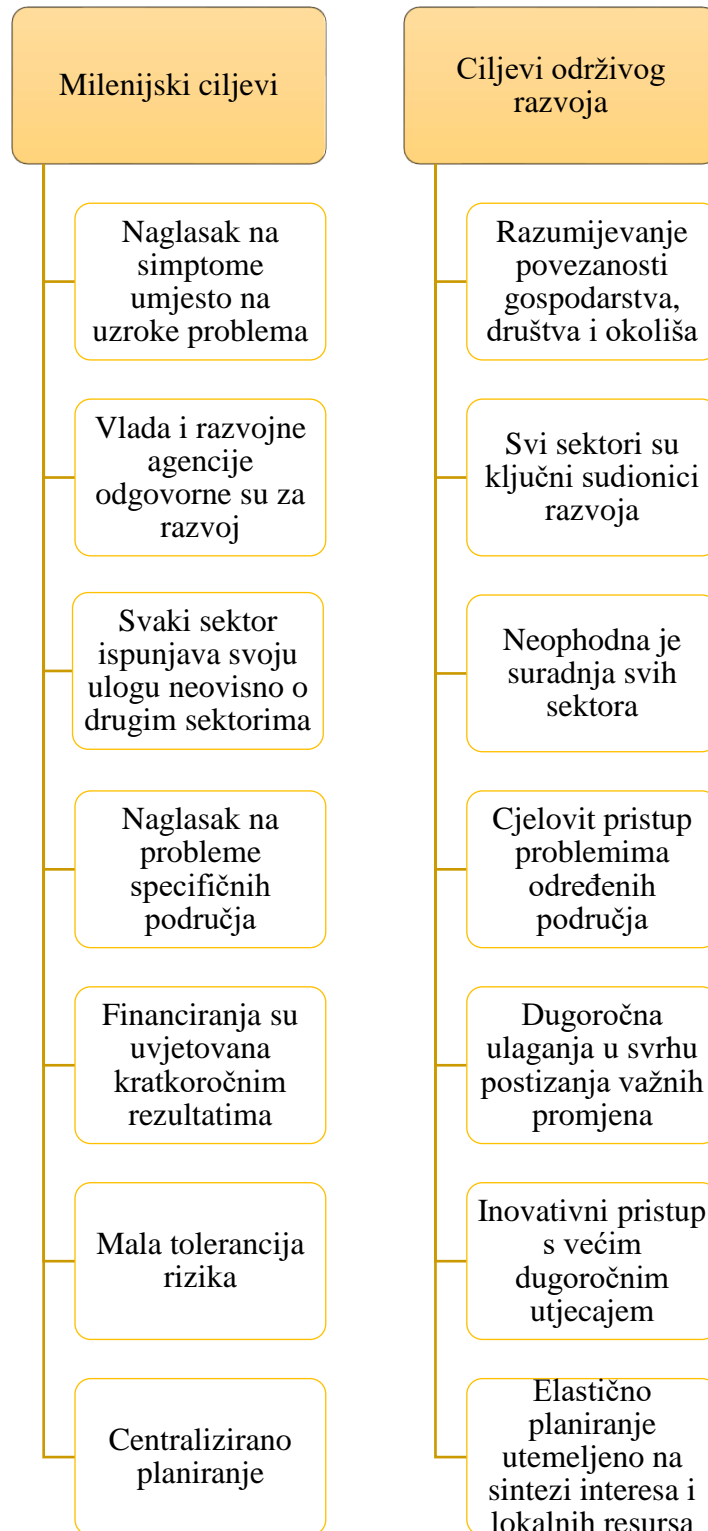 Milenijski ciljevi
Naglasak na
simptome
umjesto na
uzroke problema
Vlada i razvojne
agencije
odgovorne su za
razvoj
Svaki sektor
ispunjava svoju
ulogu neovisno o
drugim sektorima
Naglasak na
probleme
specifičnih
područja
Financiranja su
uvjetovana
kratkoročnim
rezultatima
Mala tolerancija
rizika
Centralizirano
planiranje
Ciljevi održivog
razvoja
Razumijevanje
povezanosti
gospodarstva,
društva i okoliša
Svi sektori su
ključni sudionici
razvoja
Neophodna je
suradnja svih
sektora
Cjelovit pristup
problemima
određenih
područja
Dugoročna
ulaganja u svrhu
postizanja važnih
promjena
Inovativni pristup
s većim
dugoročnim
utjecajem
Elastično
planiranje
utemeljeno na
sintezi interesa i
lokalnih resursa